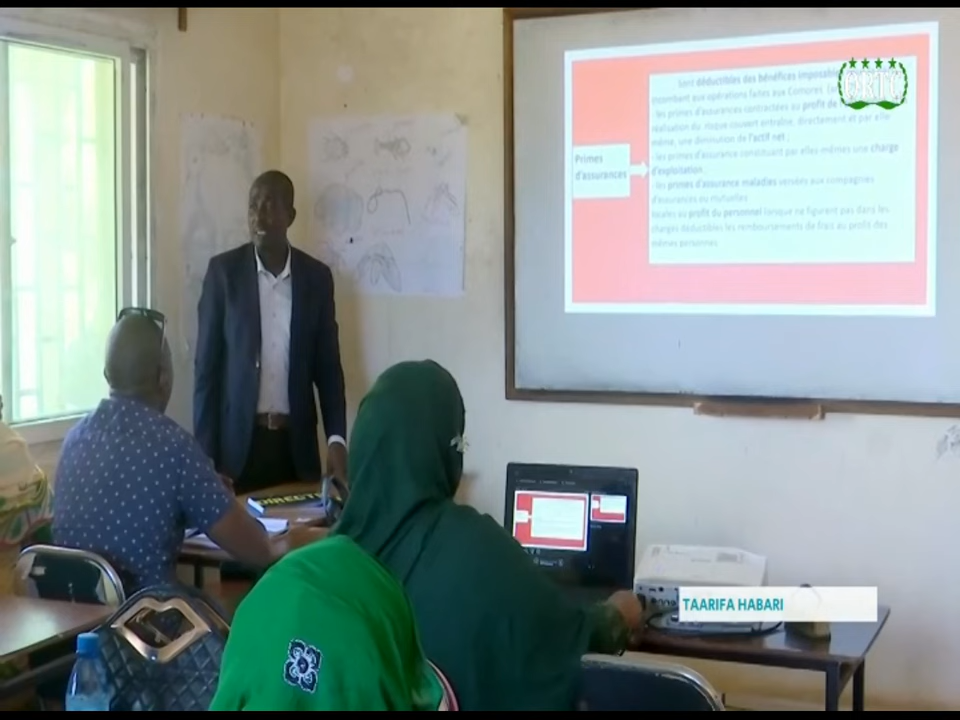 Sont déductibles des bénéfices imposables
incombant aux opérations faites aux Comores
- les primes d'assurances contractées au profit de
réalisation du risque couvert entraîne, directement et par elle
même, une diminution de l'actif net ;
- les primes d'assurance constituant par elles-mêmes une charge
d'exploitation ;
- les primes d'assurance maladies versées aux compagnies
d'assurances ou mutuelles
locales au profit du personnel lorsque ne figurent pas dans les
charges déductibles les remboursements de frais au profit des
mêmes personnes
Primes
d'assurances
ORTC
DIRECT
TAARIFA HABARI